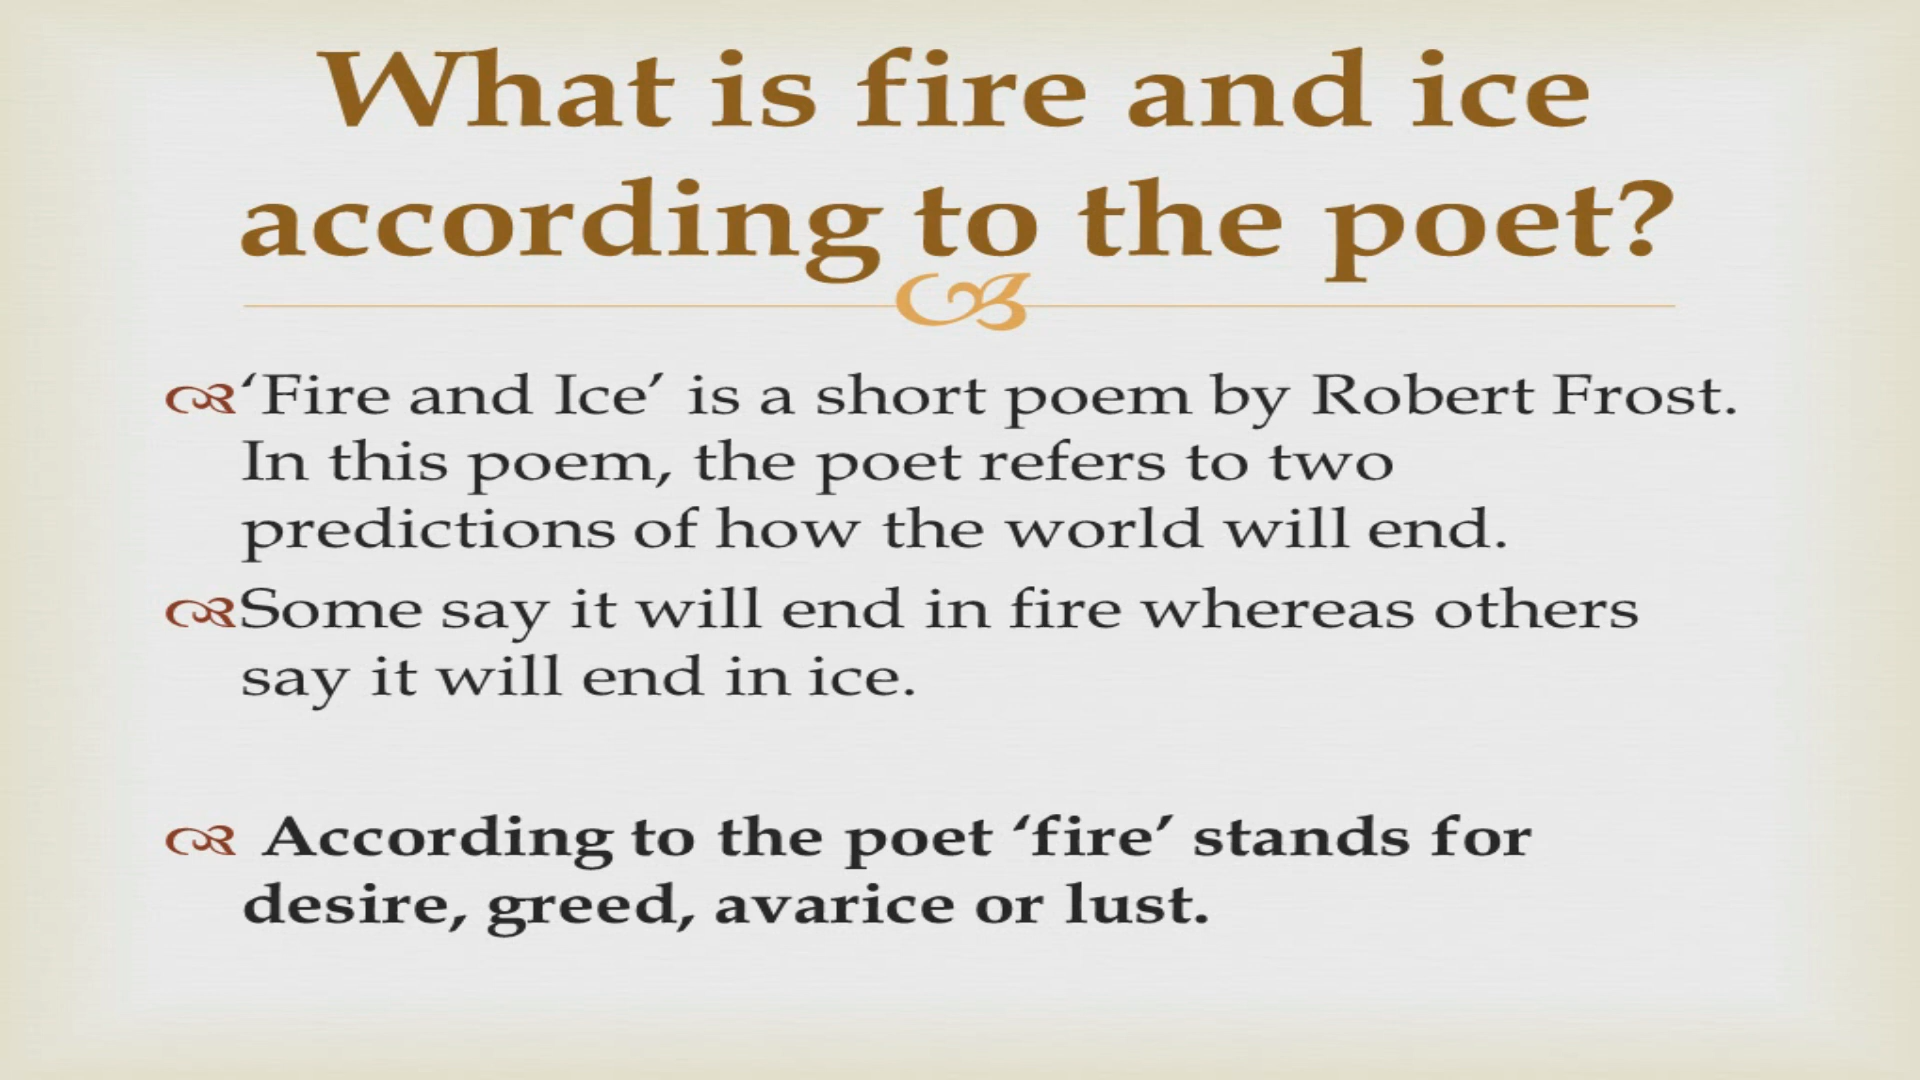 What is fire and ice
according to the poet?
‘Fire and Ice’ is a short poem by Robert Frost.
In this poem, the poet refers to two
predictions of how the world will end.
Some say it will end in fire whereas others
say it will end in ice.
According to the poet ‘fire’ stands for
desire, greed, avarice or lust.